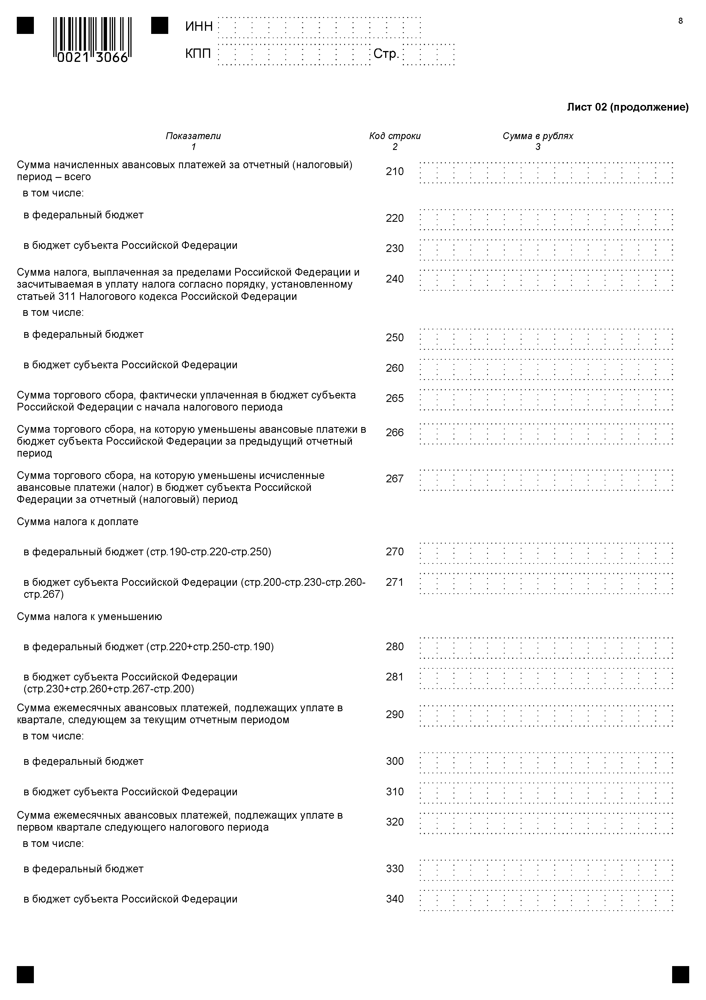 ИНН
8
0021 3066
КПП
Стр.
Лист 02 (продолжение)
Показатели
Код строки
Сумма в рублях
1
2
3
Сумма начисленных авансовых платежей за отчетный (налоговый)
период – всего
210
в том числе:
в федеральный бюджет
220
в бюджет субъекта Российской Федерации
230
Сумма налога, выплаченная за пределами Российской Федерации и
засчитываемая в уплату налога согласно порядку, установленному
статьей 311 Налогового кодекса Российской Федерации
240
в том числе:
в федеральный бюджет
250
в бюджет субъекта Российской Федерации
260
Сумма торгового сбора, фактически уплаченная в бюджет субъекта
Российской Федерации с начала налогового периода
265
Сумма торгового сбора, на которую уменьшены авансовые платежи в
бюджет субъекта Российской Федерации за предыдущий отчетный
период
266
Сумма торгового сбора, на которую уменьшены исчисленные
авансовые платежи (налог) в бюджет субъекта Российской
Федерации за отчетный (налоговый) период
267
Сумма налога к доплате
в федеральный бюджет (стр.190-стр.220-стр.250)
270
в бюджет субъекта Российской Федерации (стр.200-стр.230-стр.260-
стр.267)
271
Сумма налога к уменьшению
в федеральный бюджет (стр.220+стр.250-стр.190)
280
в бюджет субъекта Российской Федерации
(стр.230+стр.260+стр.267-стр.200)
281
Сумма ежемесячных авансовых платежей, подлежащих уплате в
квартале, следующем за текущим отчетным периодом
290
в том числе:
в федеральный бюджет
300
в бюджет субъекта Российской Федерации
310
Сумма ежемесячных авансовых платежей, подлежащих уплате в
первом квартале следующего налогового периода
320
в том числе:
в федеральный бюджет
330
в бюджет субъекта Российской Федерации
340